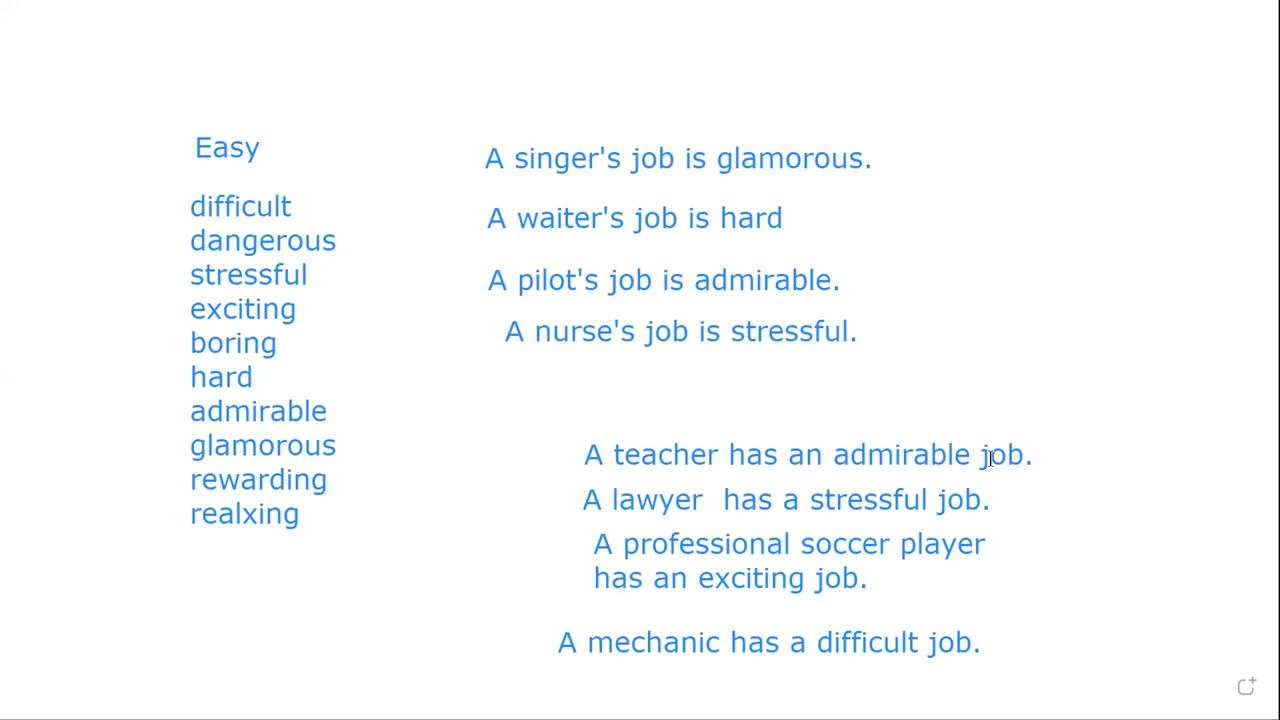 Easy
difficult
dangerous
stressful
exciting
boring
hard
admirable
glamorous
rewarding
realxing
A singer's job is glamorous.
A waiter's job is hard
A pilot's job is admirable.
A nurse's job is stressful.
A teacher has an admirable job.
A lawyer  has a stressful job.
A professional soccer player
has an exciting job.
A mechanic has a difficult job.